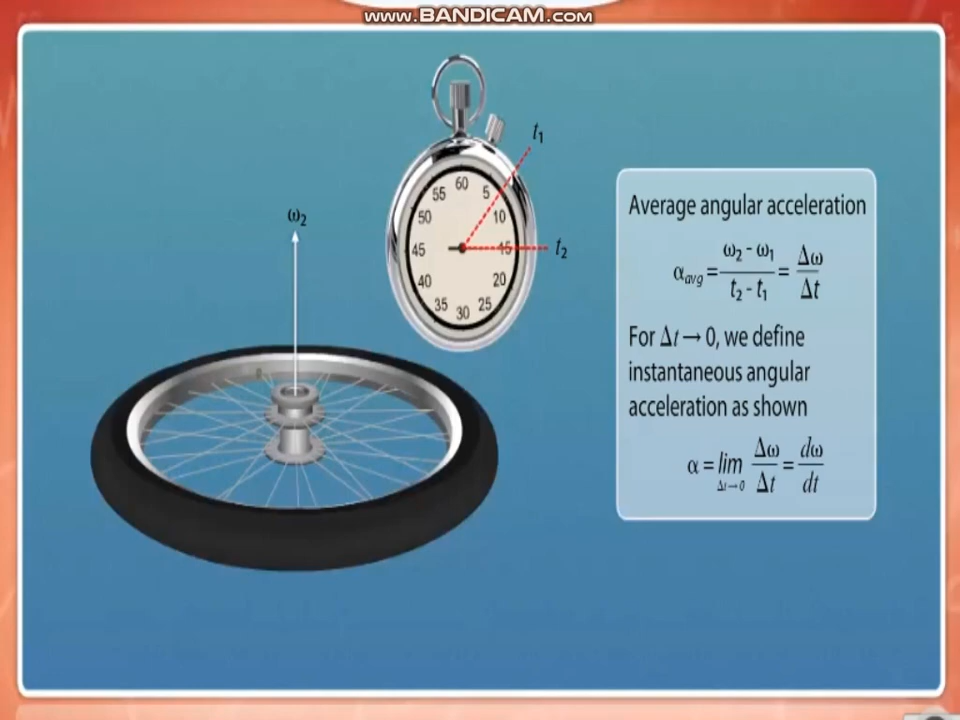 www.BANDICAM.com
t₁
ω₂
t₂
60
5
10
15
20
25
30
35
40
45
50
55
Average angular acceleration
α_avg = (ω₂ - ω₁)/(t₂ - t₁) = Δω/Δt
For Δt → 0, we define
instantaneous angular
acceleration as shown
α = lim Δt→0 Δω/Δt = dω/dt